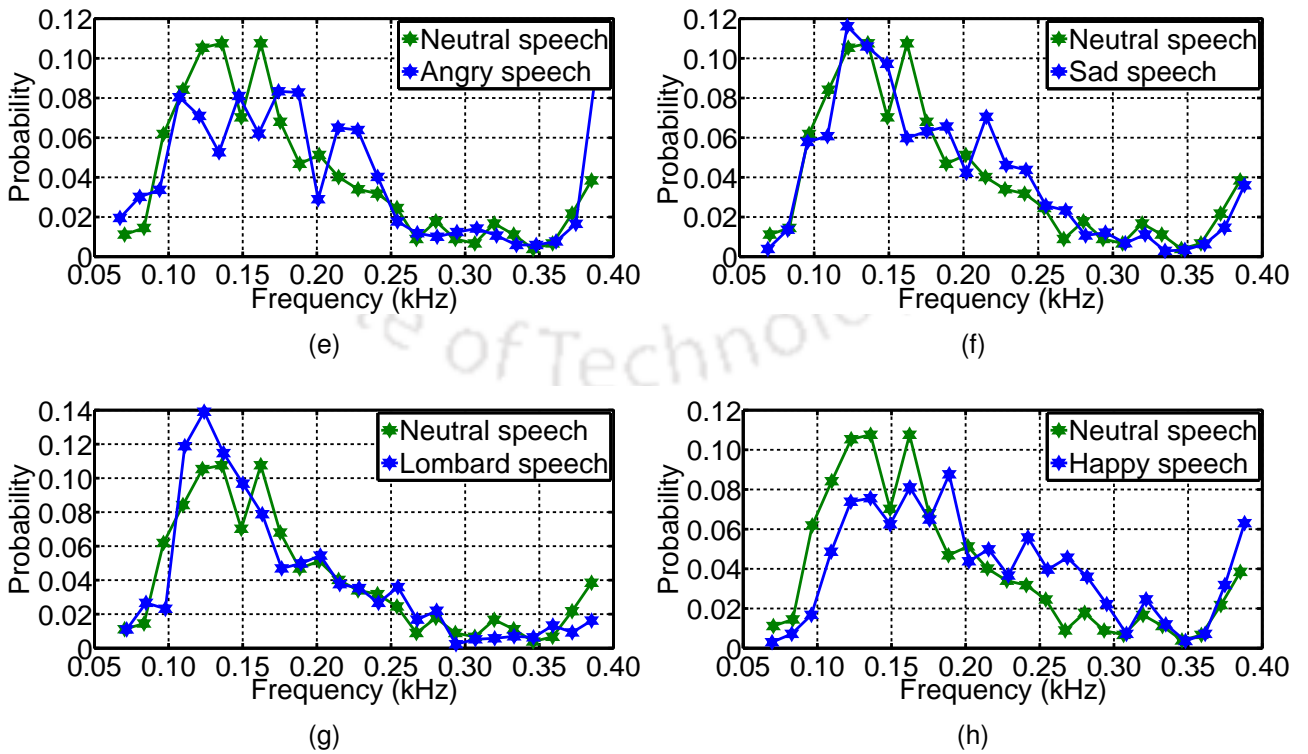 0.12
0.10
0.08
0.06
0.04
0.02
0
Probability
Neutral speech
Angry speech
0.05 0.10 0.15 0.20 0.25 0.30 0.35 0.40
Frequency (kHz)
(e)
0.12
0.10
0.08
0.06
0.04
0.02
0
Probability
Neutral speech
Sad speech
0.05 0.10 0.15 0.20 0.25 0.30 0.35 0.40
Frequency (kHz)
(f)
of Technolo
0.14
0.12
0.10
0.08
0.06
0.04
0.02
0
Probability
Neutral speech
Lombard speech
0.05 0.10 0.15 0.20 0.25 0.30 0.35 0.40
Frequency (kHz)
(g)
0.12
0.10
0.08
0.06
0.04
0.02
0
Probability
Neutral speech
Happy speech
0.05 0.10 0.15 0.20 0.25 0.30 0.35 0.40
Frequency (kHz)
(h)